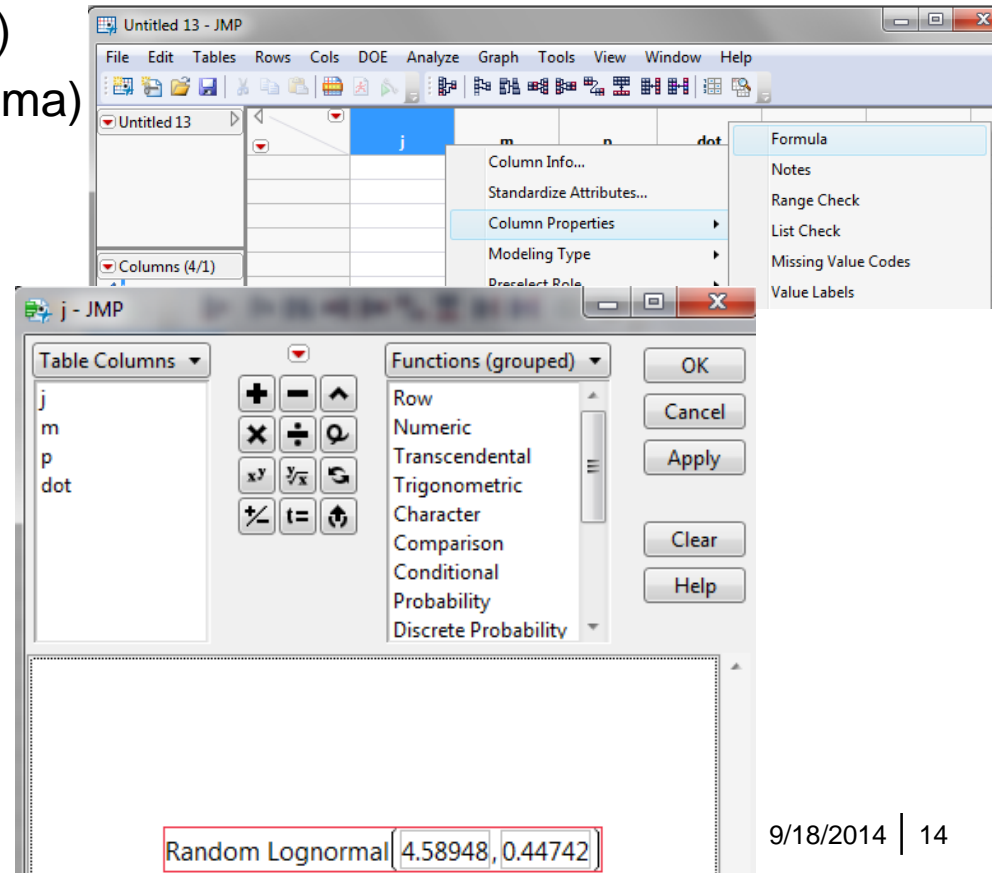 )
ma)
Untitled 13 - JMP
File Edit Tables Rows Cols DOE Analyze Graph Tools View Window Help
Untitled 13
j m p dot
Columns (4/1)
Column Info...
Standardize Attributes...
Column Properties
Modeling Type
Preselect Role
Formula
Notes
Range Check
List Check
Missing Value Codes
Value Labels
j - JMP
Table Columns
j
m
p
dot
xʸ ʸ√x
+/- t=
Functions (grouped)
Row
Numeric
Transcendental
Trigonometric
Character
Comparison
Conditional
Probability
Discrete Probability
OK
Cancel
Apply
Clear
Help
Random Lognormal(4.58948, 0.44742)
9/18/2014 | 14